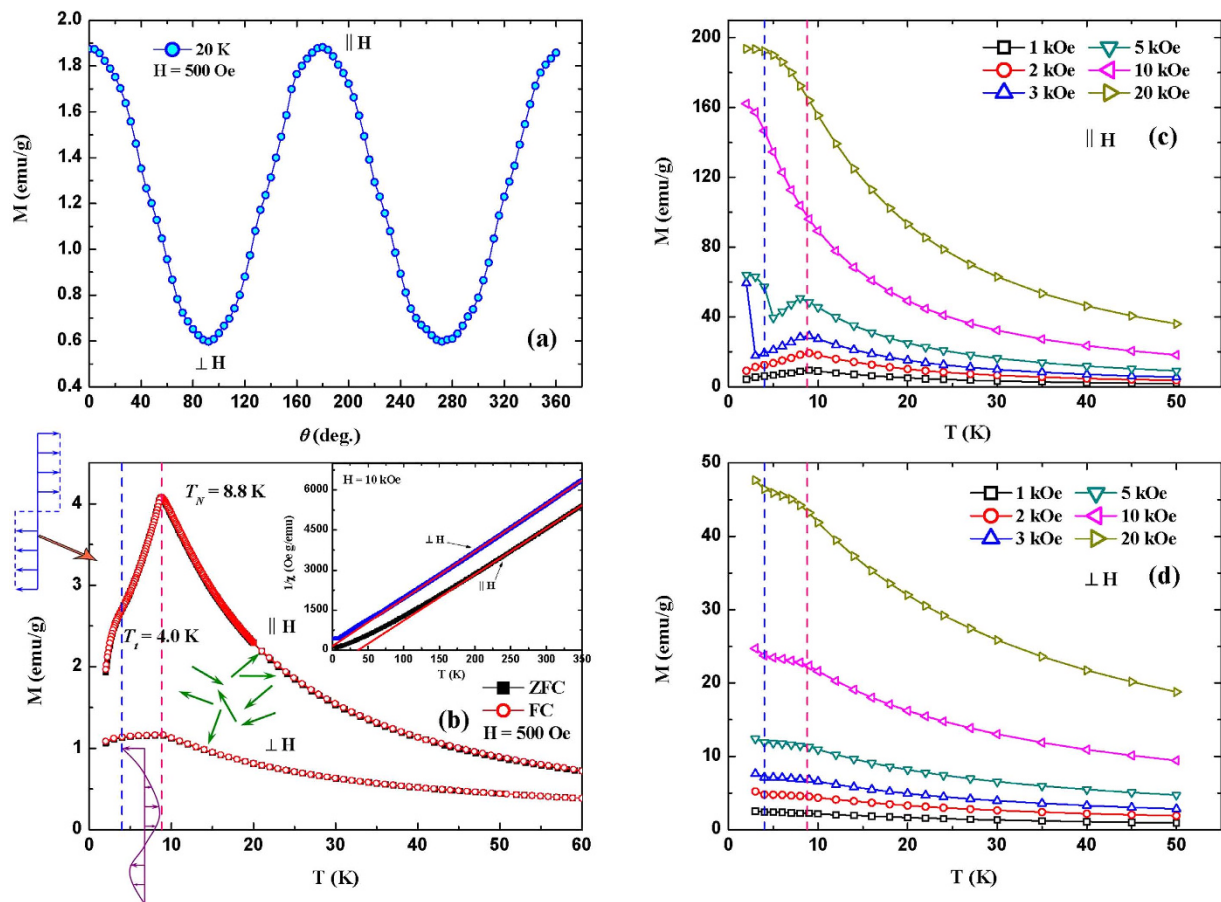 2.0
1.8
1.6
1.4
1.2
1.0
0.8
0.6
0.4
M (emu/g)
20 K
H = 500 Oe
|| H
⊥ H
(a)
0 40 80 120 160 200 240 280 320 360
θ (deg.)
200
160
120
80
40
0
M (emu/g)
1 kOe 5 kOe
2 kOe 10 kOe
3 kOe 20 kOe
|| H
(c)
0 10 20 30 40 50
T (K)
4
3
2
1
0
M (emu/g)
T_N = 8.8 K
T_t = 4.0 K
|| H
⊥ H
(b)
ZFC
FC
H = 500 Oe
0 10 20 30 40 50 60
T (K)
6000
4500
3000
1500
0
1/χ (Oe g/emu)
H = 10 kOe
⊥ H
|| H
0 50 100 150 200 250 300 350
T (K)
50
40
30
20
10
0
M (emu/g)
1 kOe 5 kOe
2 kOe 10 kOe
3 kOe 20 kOe
⊥ H
(d)
0 10 20 30 40 50
T (K)